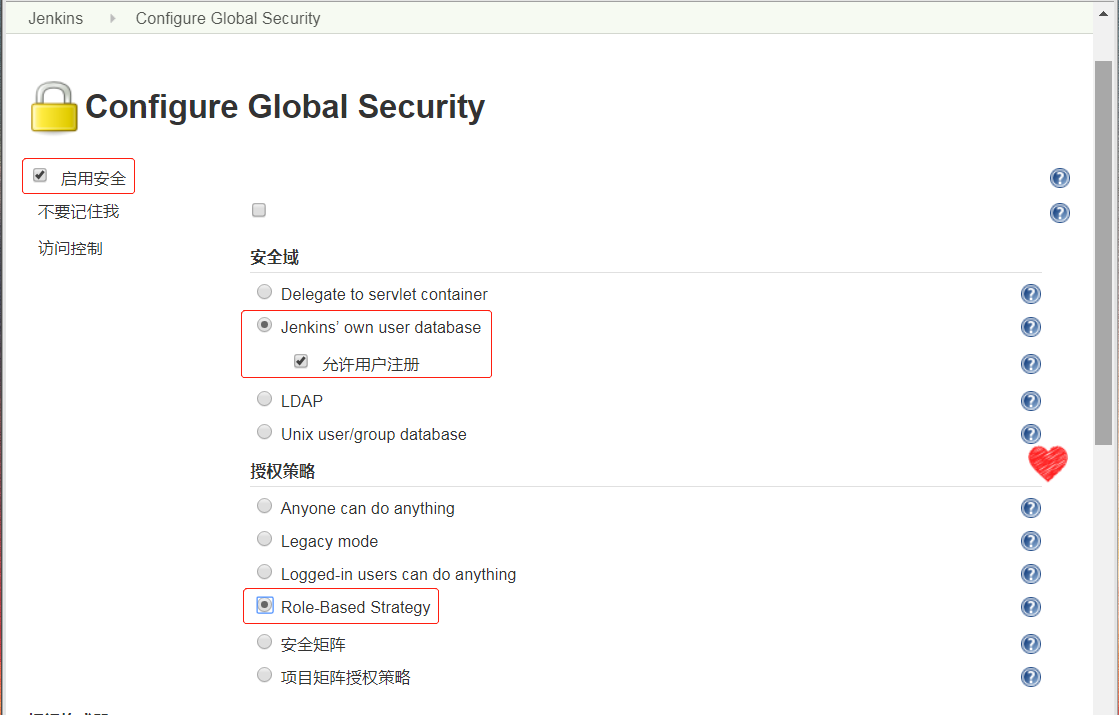 Jenkins Configure Global Security
Configure Global Security
启用安全
不要记住我
访问控制
安全域
Delegate to servlet container
Jenkins’ own user database
允许用户注册
LDAP
Unix user/group database
授权策略
Anyone can do anything
Legacy mode
Logged-in users can do anything
Role-Based Strategy
安全矩阵
项目矩阵授权策略